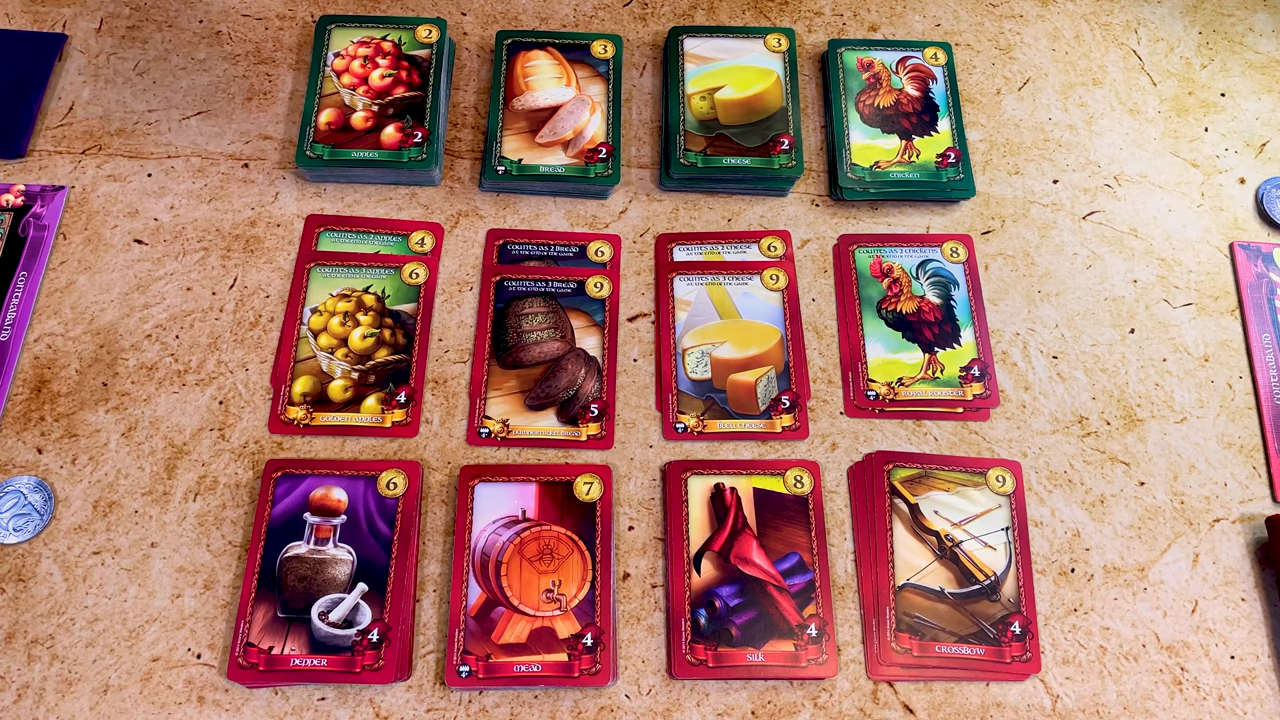 2
2
APPLES
3
2
BREAD
3
2
CHEESE
4
2
CHICKEN
COUNTS AS 2 APPLES
AT THE END OF THE GAME
4
COUNTS AS 3 APPLES
AT THE END OF THE GAME
6
4
GOLDEN APPLES
COUNTS AS 2 BREAD
AT THE END OF THE GAME
6
COUNTS AS 3 BREAD
AT THE END OF THE GAME
9
5
PUMPERNICKEL BREAD
COUNTS AS 2 CHEESE
AT THE END OF THE GAME
6
COUNTS AS 3 CHEESE
AT THE END OF THE GAME
9
5
BLEU CHEESE
COUNTS AS 2 CHICKENS
AT THE END OF THE GAME
8
4
ROYAL ROOSTER
6
4
PEPPER
7
4
MEAD
8
4
SILK
9
4
CROSSBOW
CONTRABAND
CONTRABAND